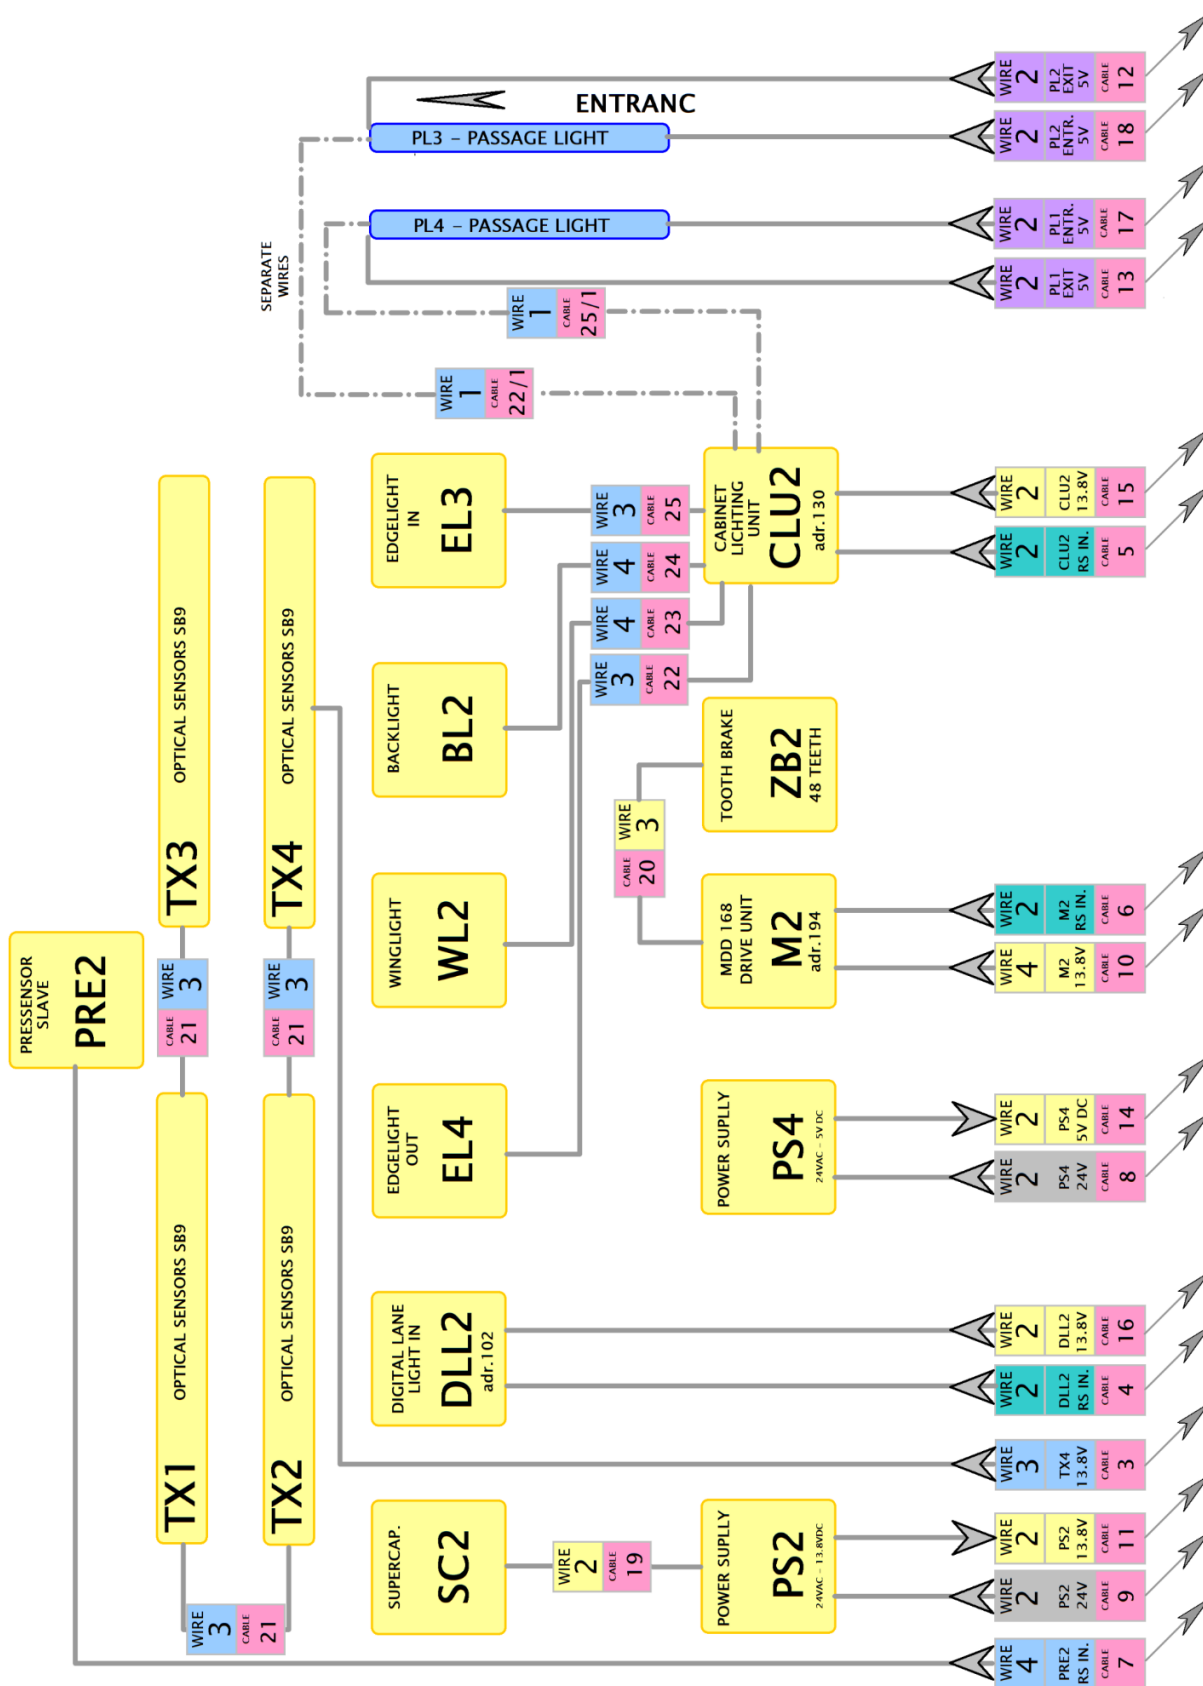 ENTRANC
PL3 – PASSAGE LIGHT
PL4 – PASSAGE LIGHT
SEPARATE
WIRES
WIRE
1
CABLE
25/1
WIRE
1
CABLE
22/1
WIRE
2
PL2
EXIT
5V
CABLE
12
WIRE
2
PL2
ENTR.
5V
CABLE
18
WIRE
2
PL1
ENTR.
5V
CABLE
17
WIRE
2
PL1
EXIT
5V
CABLE
13
PRESSENSOR
SLAVE
PRE2
TX1
OPTICAL SENSORS SB9
CABLE
21
WIRE
3
TX3
OPTICAL SENSORS SB9
TX2
OPTICAL SENSORS SB9
CABLE
21
WIRE
3
TX4
OPTICAL SENSORS SB9
WIRE
3
CABLE
21
SUPERCAP.
SC2
DIGITAL LANE
LIGHT IN
DLL2
adr.102
EDGELIGHT
OUT
EL4
WINGLIGHT
WL2
BACKLIGHT
BL2
EDGELIGHT
IN
EL3
WIRE
2
CABLE
19
CABLE
20
WIRE
3
WIRE
3
CABLE
22
WIRE
4
CABLE
23
WIRE
4
CABLE
24
WIRE
3
CABLE
25
POWER SUPLLY
PS2
24VAC – 13.8VDC
POWER SUPLLY
PS4
24VAC – 5V DC
MDD 168
DRIVE UNIT
M2
adr.194
TOOTH BRAKE
ZB2
48 TEETH
CABINET
LIGHTING
UNIT
CLU2
adr.130
WIRE
4
PRE2
RS IN.
CABLE
7
WIRE
2
PS2
24V
CABLE
9
WIRE
2
PS2
13.8V
CABLE
11
WIRE
3
TX4
13.8V
CABLE
3
WIRE
2
DLL2
RS IN.
CABLE
4
WIRE
2
DLL2
13.8V
CABLE
16
WIRE
2
PS4
24V
CABLE
8
WIRE
2
PS4
5V DC
CABLE
14
WIRE
4
M2
13.8V
CABLE
10
WIRE
2
M2
RS IN.
CABLE
6
WIRE
2
CLU2
RS IN.
CABLE
5
WIRE
2
CLU2
13.8V
CABLE
15